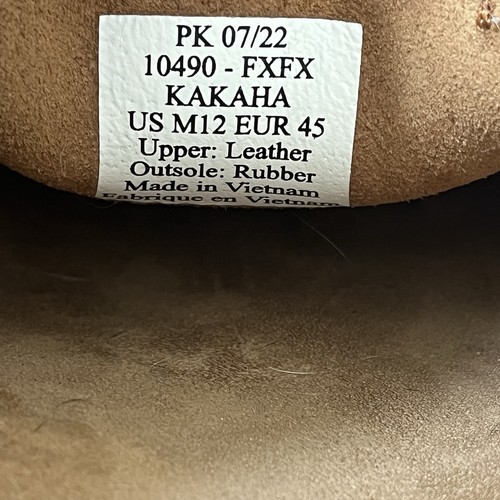 PK 07/22
10490 - FXFX
KAKAHA
US M12 EUR 45
Upper: Leather
Outsole: Rubber
Made in Vietnam
Fabrique en Vietnam